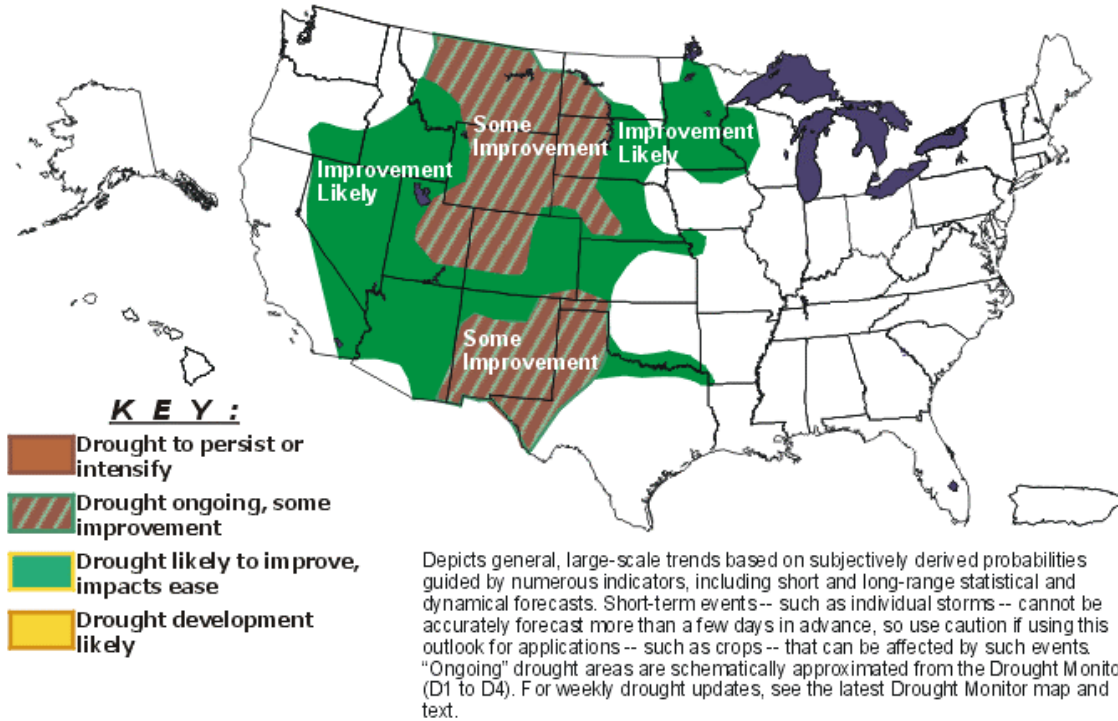 Some
Improvement
Improvement
Likely
Improvement
Likely
Some
Improvement
K E Y :
Drought to persist or
intensify
Drought ongoing, some
improvement
Drought likely to improve,
impacts ease
Drought development
likely
Depicts general, large-scale trends based on subjectively derived probabilities
guided by numerous indicators, including short and long-range statistical and
dynamical forecasts. Short-term events -- such as individual storms -- cannot be
accurately forecast more than a few days in advance, so use caution if using this
outlook for applications -- such as crops -- that can be affected by such events.
“Ongoing” drought areas are schematically approximated from the Drought Monito
(D1 to D4). For weekly drought updates, see the latest Drought Monitor map and
text.